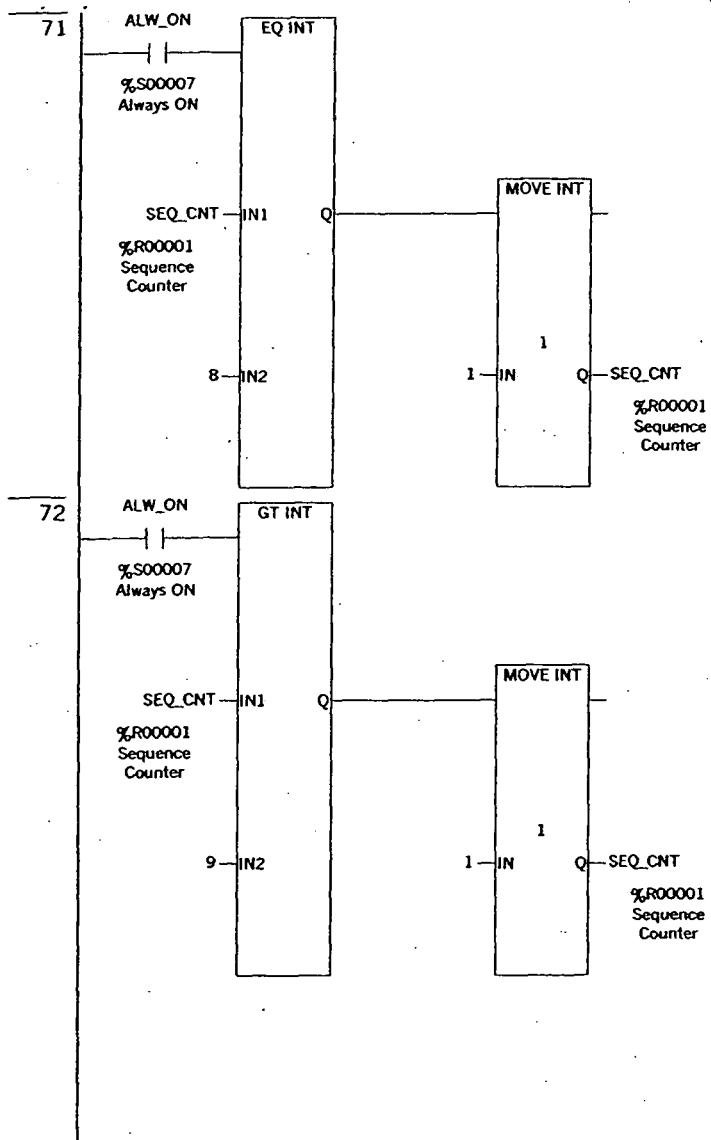 71
ALW_ON
EQ INT
%S00007
Always ON
MOVE INT
SEQ_CNT IN1 Q
%R00001
Sequence
Counter
1
8 IN2
1 IN Q SEQ_CNT
%R00001
Sequence
Counter
72
ALW_ON
GT INT
%S00007
Always ON
MOVE INT
SEQ_CNT IN1 Q
%R00001
Sequence
Counter
1
9 IN2
1 IN Q SEQ_CNT
%R00001
Sequence
Counter